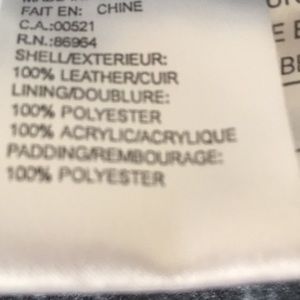 FAIT EN: CHINE
C.A.:00521
R.N.:86964
SHELL/EXTERIEUR:
100% LEATHER/CUIR
LINING/DOUBLURE:
100% POLYESTER
100% ACRYLIC/ACRYLIQUE
PADDING/REMBOURAGE:
100% POLYESTER